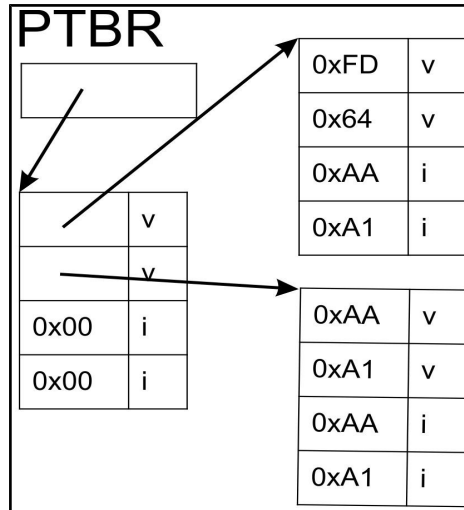 PTBR
0xFD v
0x64 v
0xAA i
0xA1 i
v
v
0x00 i
0x00 i
0xAA v
0xA1 v
0xAA i
0xA1 i